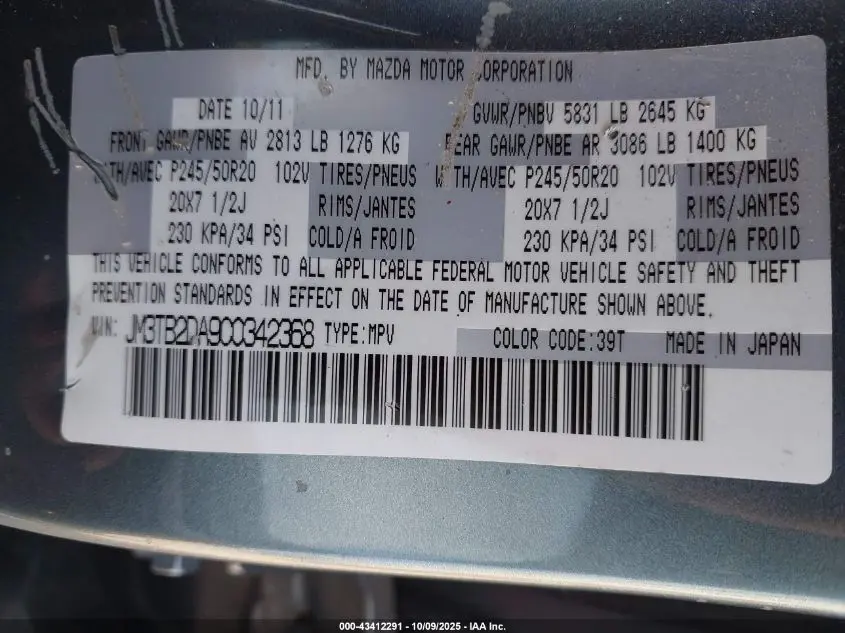 MFD. BY MAZDA MOTOR CORPORATION
DATE 10/11 GVWR/PNBV 5831 LB 2645 KG
FRONT GAWR/PNBE AV 2813 LB 1276 KG REAR GAWR/PNBE AR 3086 LB 1400 KG
WITH/AVEC P245/50R20 102V TIRES/PNEUS WITH/AVEC P245/50R20 102V TIRES/PNEUS
20X7 1/2J RIMS/JANTES 20X7 1/2J RIMS/JANTES
230 KPA/34 PSI COLD/A FROID 230 KPA/34 PSI COLD/A FROID
THIS VEHICLE CONFORMS TO ALL APPLICABLE FEDERAL MOTOR VEHICLE SAFETY AND THEFT
PREVENTION STANDARDS IN EFFECT ON THE DATE OF MANUFACTURE SHOWN ABOVE.
VIN: JM3TB2DA9C0342368 TYPE:MPV COLOR CODE:39T MADE IN JAPAN
000-43412291 - 10/09/2025 - IAA Inc.